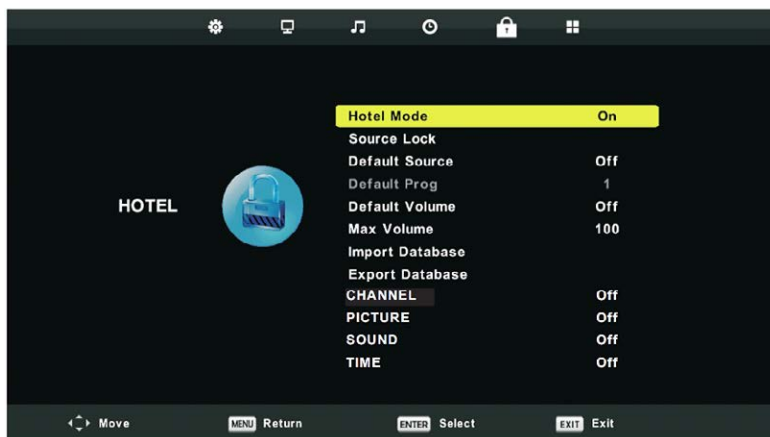 Hotel Mode On
Source Lock
Default Source Off
Default Prog 1
HOTEL
Default Volume Off
Max Volume 100
Import Database
Export Database
CHANNEL Off
PICTURE Off
SOUND Off
TIME Off
Move MENU Return ENTER Select EXIT Exit